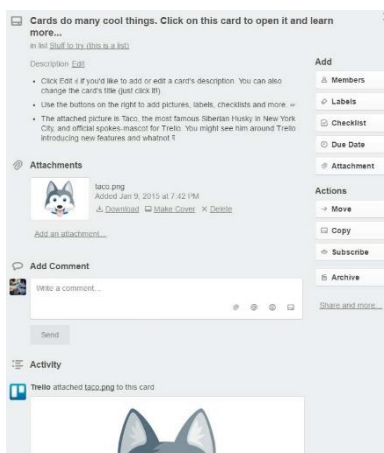 Cards do many cool things. Click on this card to open it and learn
more...
in list Stuff to try (this is a list)
Description Edit
Click Edit if you'd like to add or edit a card's description. You can also
change the card's title (just click it!).
Use the buttons on the right to add pictures, labels, checklists and more.
The attached picture is Taco, the most famous Siberian Husky in New York
City, and official spokes-mascot for Trello. You might see him around Trello
introducing new features and whatnot.
Attachments
taco.png
Added Jan 9, 2015 at 7:42 PM
Download Make Cover Delete
Add an attachment...
Add Comment
Write a comment...
Send
Activity
Trello attached taco.png to this card
Add
Members
Labels
Checklist
Due Date
Attachment
Actions
Move
Copy
Subscribe
Archive
Share and more...